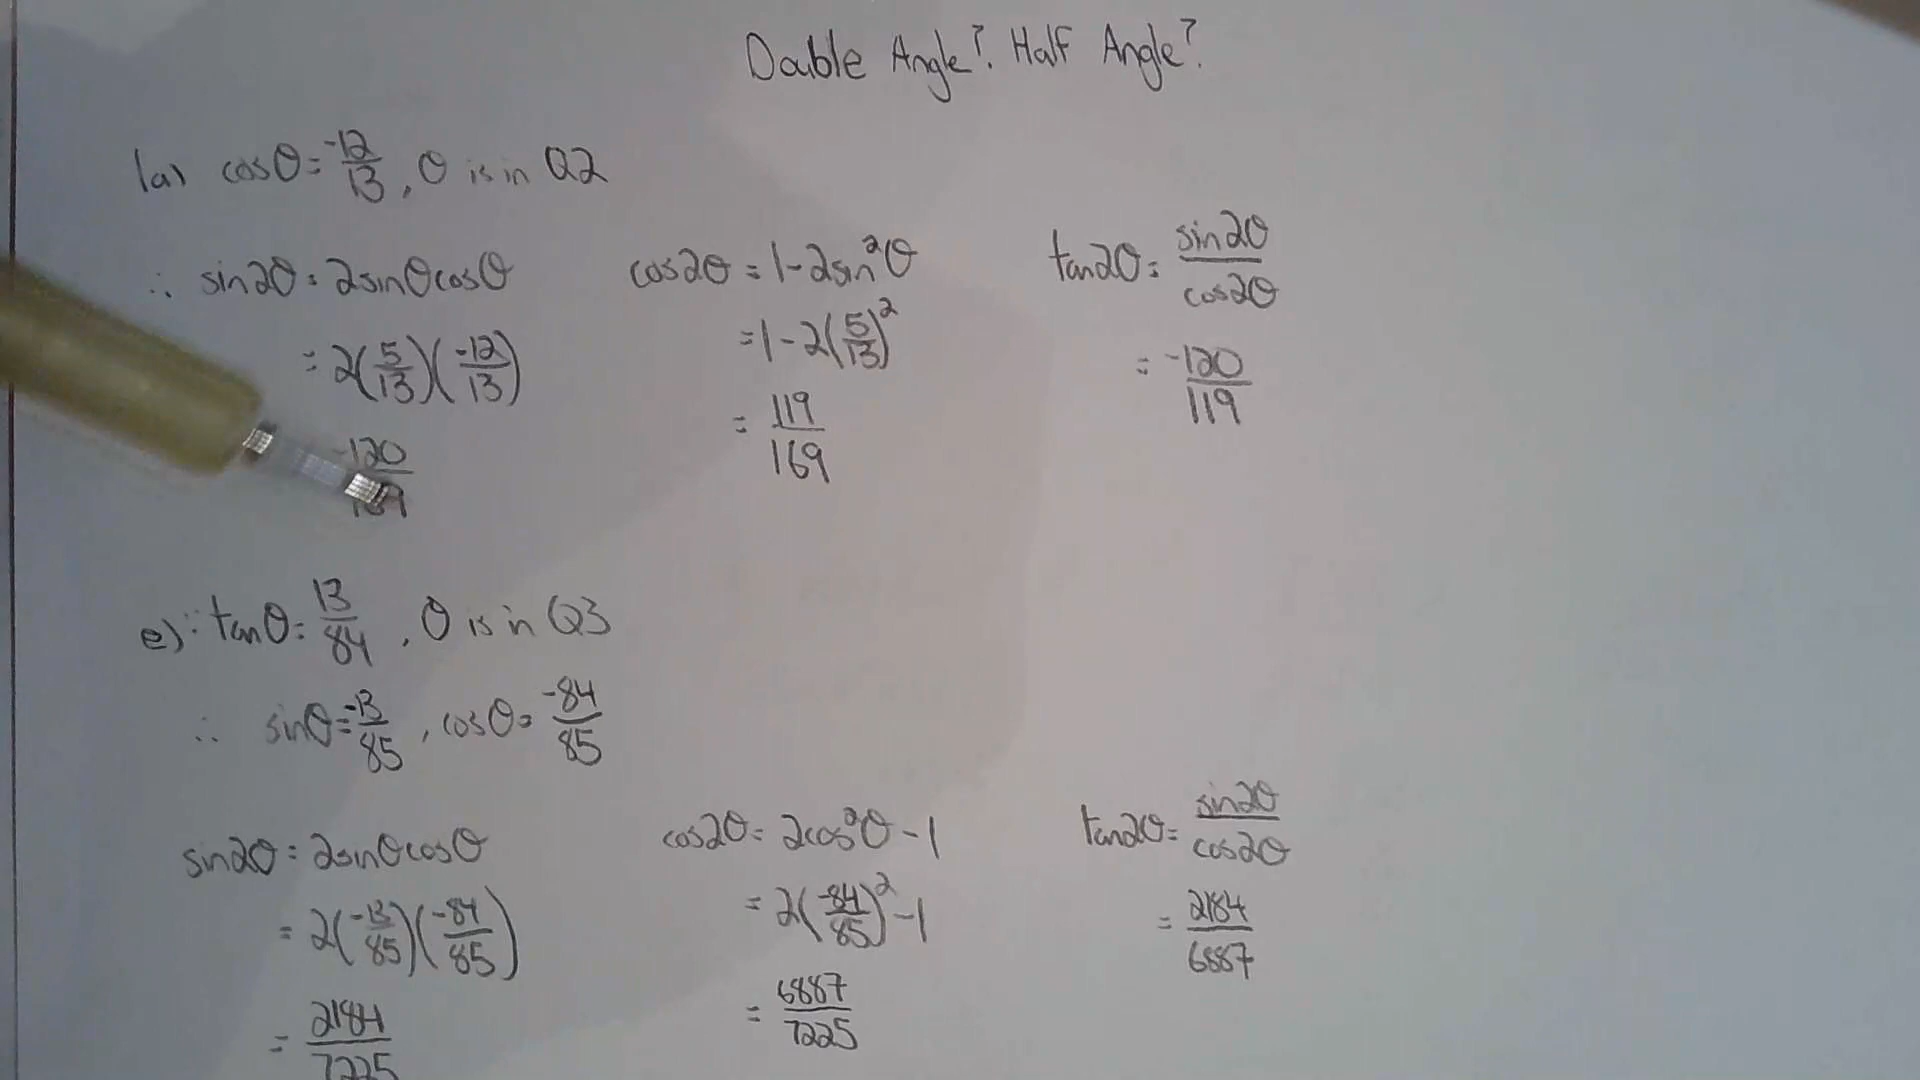 Double Angle? Half Angle?
1a) cosθ = -12/13, θ is in Q2
∴ sin2θ = 2sinθcosθ
= 2(5/13)(-12/13)
-120/169
cos2θ = 1-2sin²θ
= 1-2(5/13)²
= 119/169
tan2θ = sin2θ/cos2θ
= -120/119
e) ∵ tanθ = 13/84, θ is in Q3
∴ sinθ = -13/85, cosθ = -84/85
sin2θ = 2sinθcosθ
= 2(-13/85)(-84/85)
= 2184/7225
cos2θ = 2cos²θ - 1
= 2(-84/85)² - 1
= 6887/7225
tan2θ = sin2θ/cos2θ
= 2184/6887